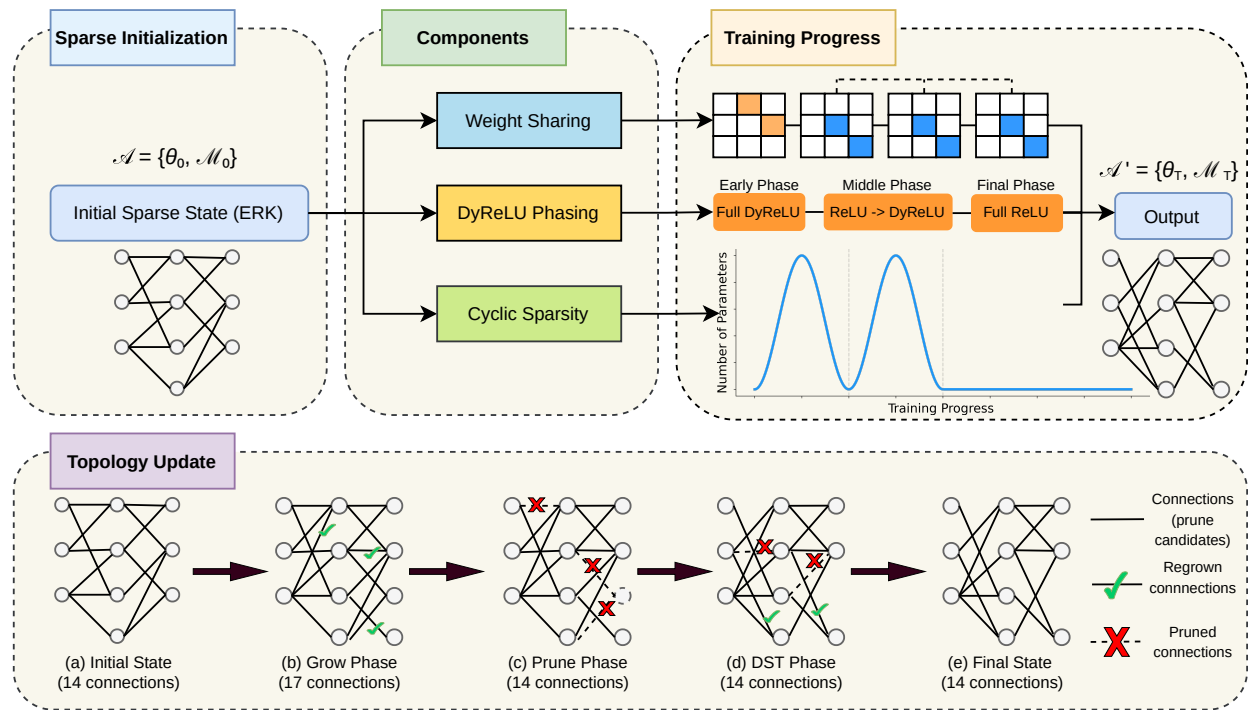 Sparse Initialization
Components
Training Progress
𝒜 = {θ₀, ℳ₀}
Initial Sparse State (ERK)
Weight Sharing
DyReLU Phasing
Cyclic Sparsity
Early Phase
Middle Phase
Final Phase
Full DyReLU
ReLU -> DyReLU
Full ReLU
Number of Parameters
Training Progress
𝒜' = {θ_T, ℳ_T}
Output
Topology Update
(a) Initial State
(14 connections)
(b) Grow Phase
(17 connections)
(c) Prune Phase
(14 connections)
(d) DST Phase
(14 connections)
(e) Final State
(14 connections)
Connections
(prune
candidates)
Regrown
connnections
Pruned
connections